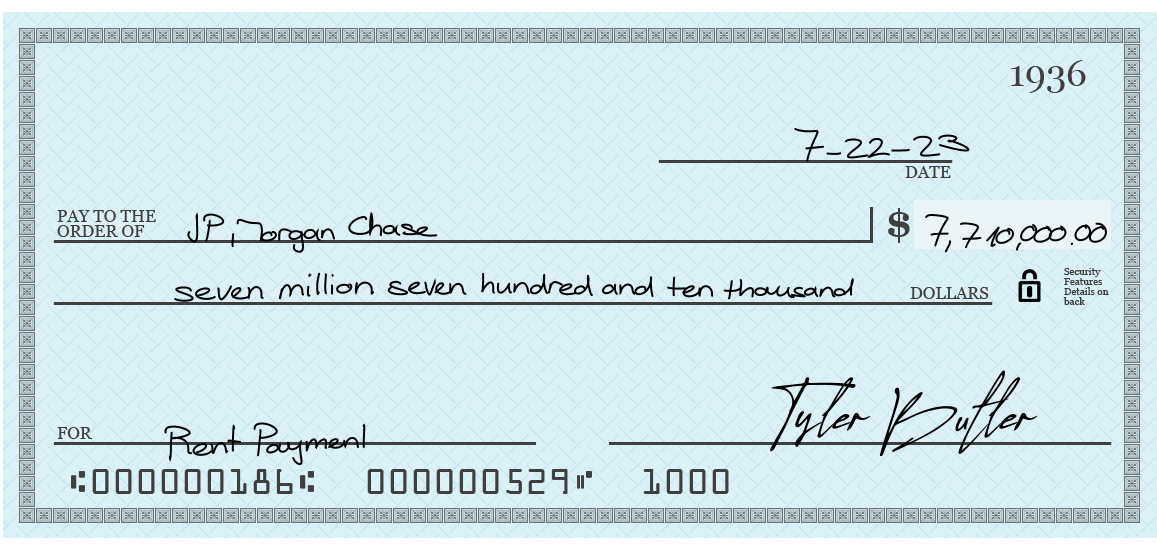 1936
7-22-23
DATE
PAY TO THE
ORDER OF JP, Morgan Chase $ 7,710,000.00
seven million seven hundred and ten thousand DOLLARS
Security
Features
Details on
back
FOR Rent Payment Tyler Butler
⑆000000186⑆ 000000529⑈ 1000